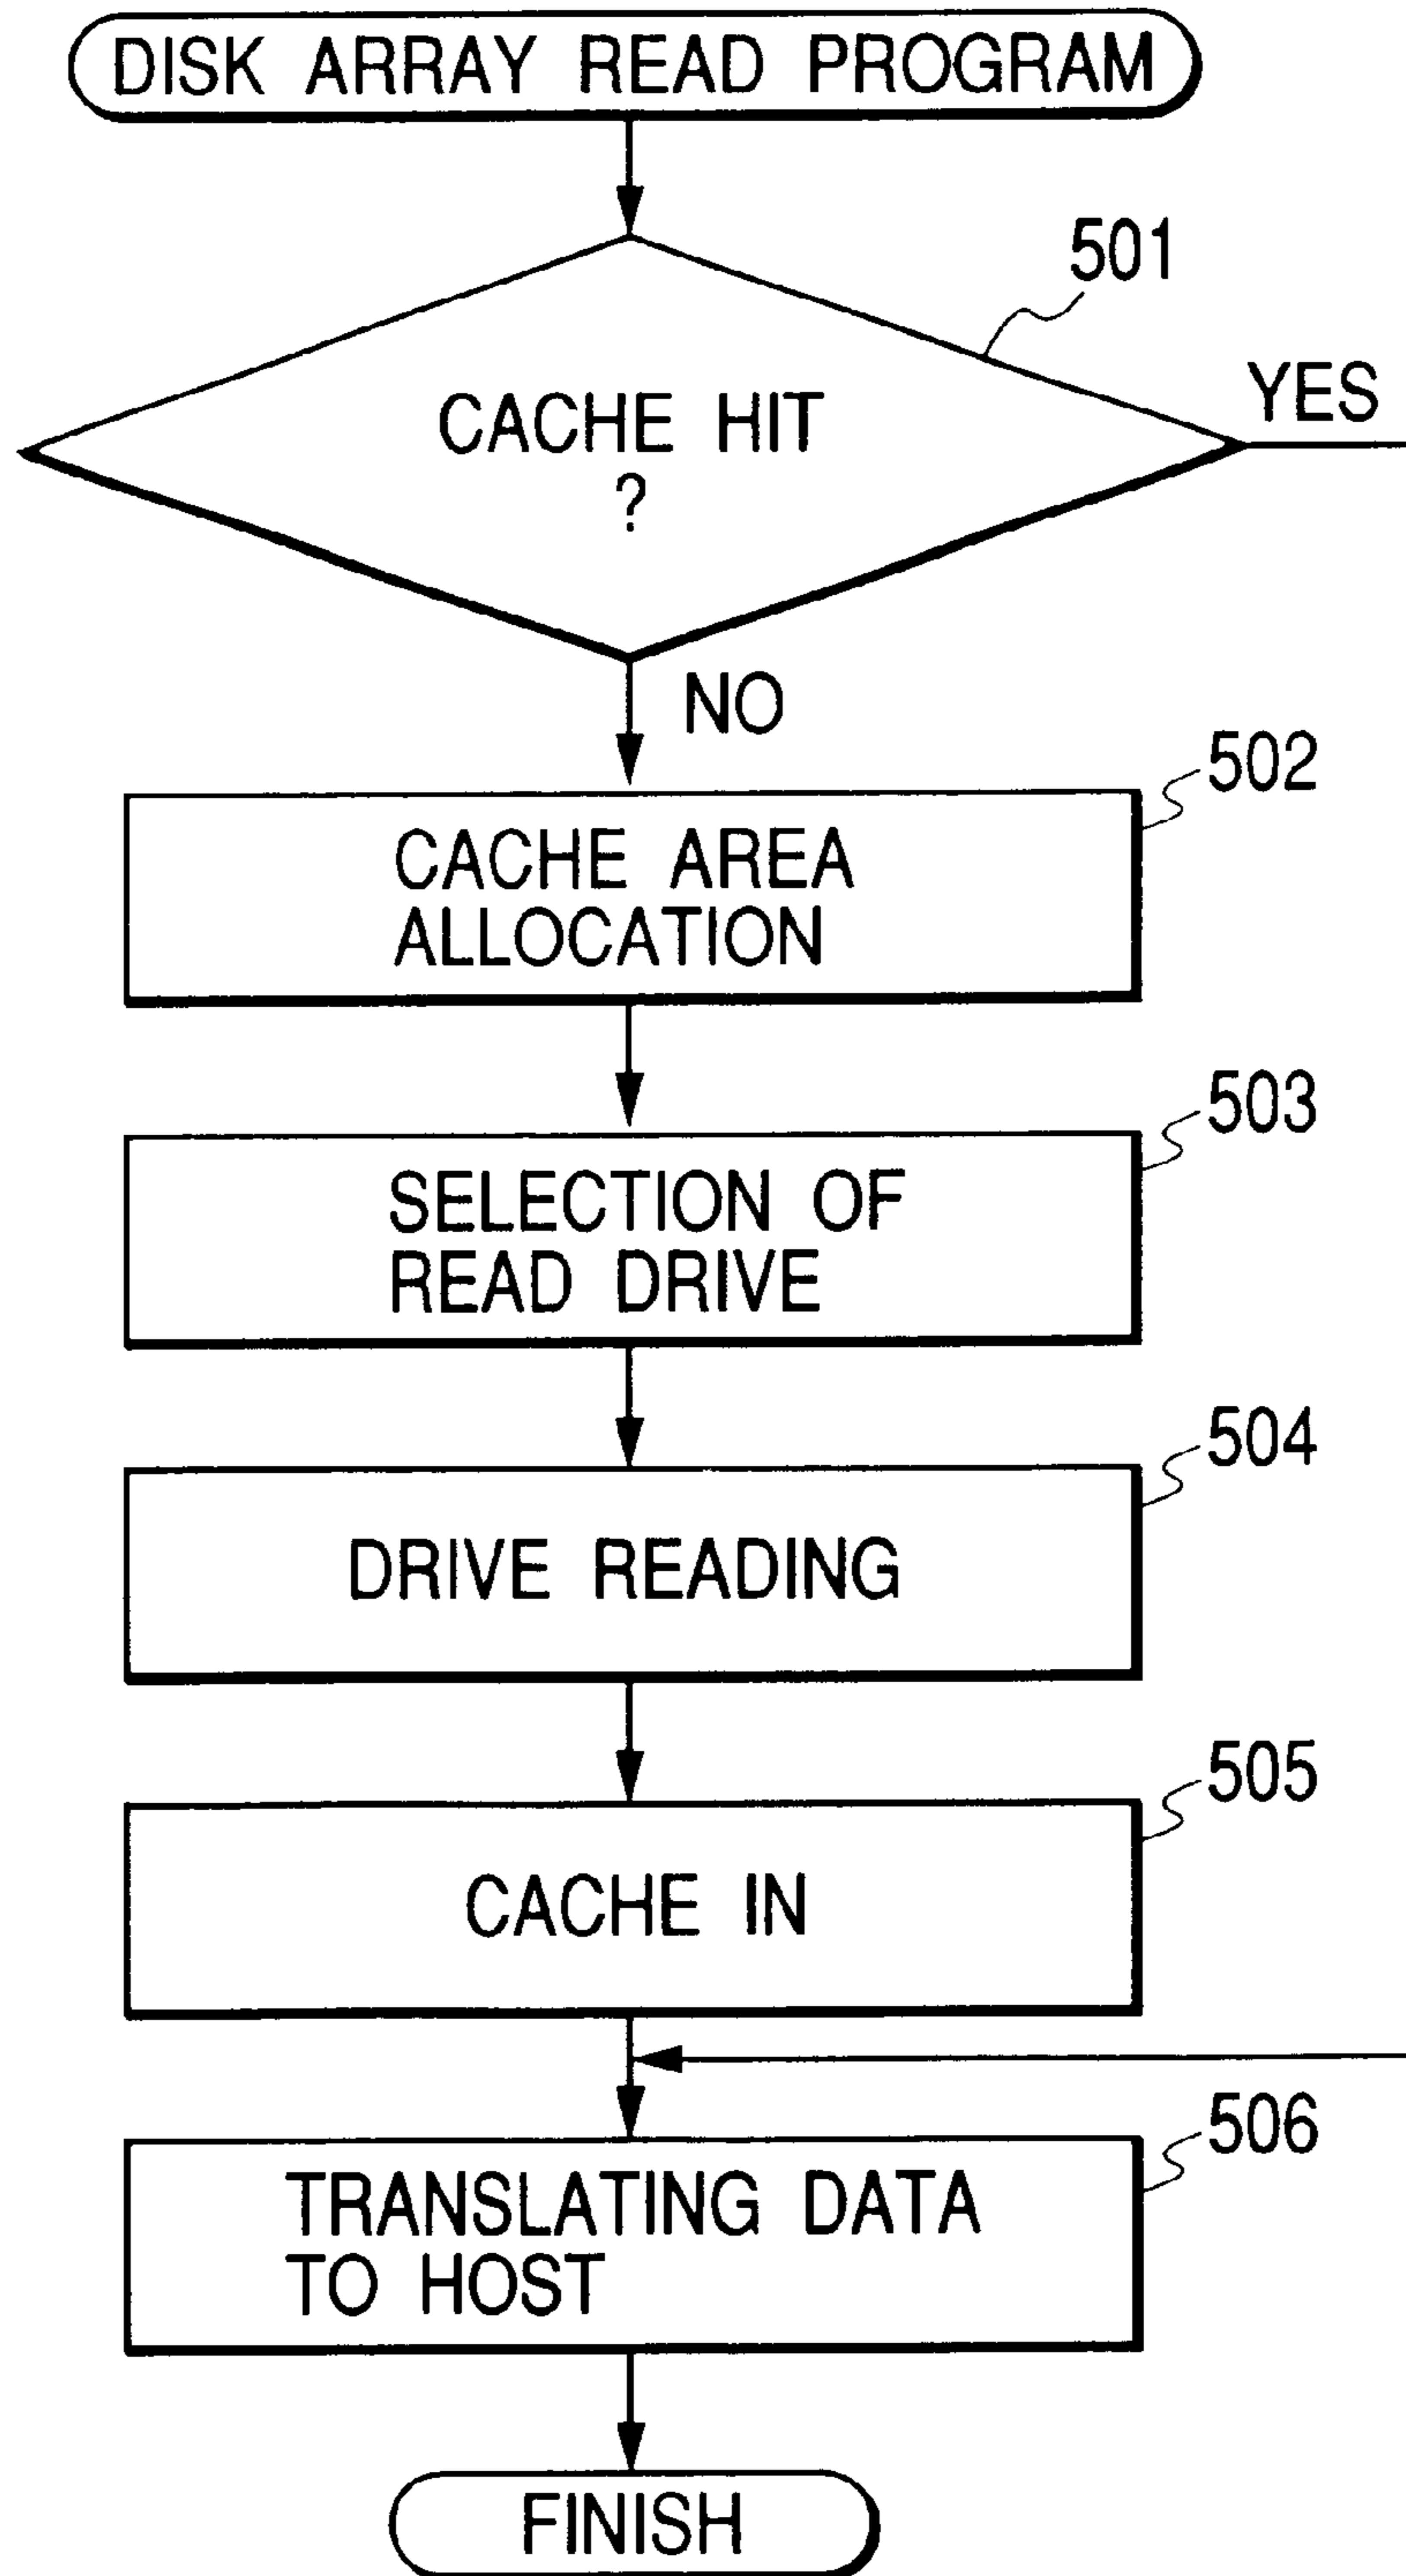 DISK ARRAY READ PROGRAM
501
YES
CACHE HIT
?
NO
502
CACHE AREA
ALLOCATION
503
SELECTION OF
READ DRIVE
504
DRIVE READING
505
CACHE IN
506
TRANSLATING DATA
TO HOST
FINISH